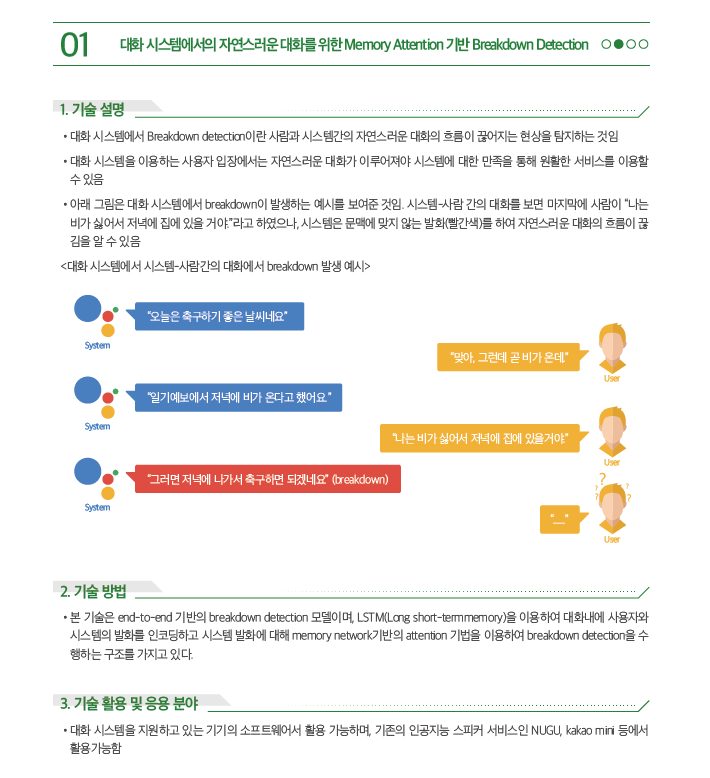 01 대화 시스템에서의 자연스러운 대화를 위한 Memory Attention 기반 Breakdown Detection
1. 기술 설명
• 대화 시스템에서 Breakdown detection이란 사람과 시스템간의 자연스러운 대화의 흐름이 끊어지는 현상을 탐지하는 것임
• 대화 시스템을 이용하는 사용자 입장에서는 자연스러운 대화가 이루어져야 시스템에 대한 만족을 통해 원활한 서비스를 이용할
수 있음
• 아래 그림은 대화 시스템에서 breakdown이 발생하는 예시를 보여준 것임. 시스템-사람 간의 대화를 보면 마지막에 사람이 “나는
비가 싫어서 저녁에 집에 있을 거야.”라고 하였으나, 시스템은 문맥에 맞지 않는 발화(빨간색)를 하여 자연스러운 대화의 흐름이 끊
김을 알 수 있음
<대화 시스템에서 시스템-사람간의 대화에서 breakdown 발생 예시>
“오늘은 축구하기 좋은 날씨네요”
System
“맞아, 그런데 곧 비가 온데.”
User
“일기예보에서 저녁에 비가 온다고 했어요.”
System
“나는 비가 싫어서 저녁에 집에 있을거야.”
User
“그러면 저녁에 나가서 축구하면 되겠네요” (breakdown)
System
“....”
User
2. 기술 방법
• 본 기술은 end-to-end 기반의 breakdown detection 모델이며, LSTM(Long short-termmemory)을 이용하여 대화내에 사용자와
시스템의 발화를 인코딩하고 시스템 발화에 대해 memory network기반의 attention 기법을 이용하여 breakdown detection을 수
행하는 구조를 가지고 있다.
3. 기술 활용 및 응용 분야
• 대화 시스템을 지원하고 있는 기기의 소프트웨어서 활용 가능하며, 기존의 인공지능 스피커 서비스인 NUGU, kakao mini 등에서
활용가능함